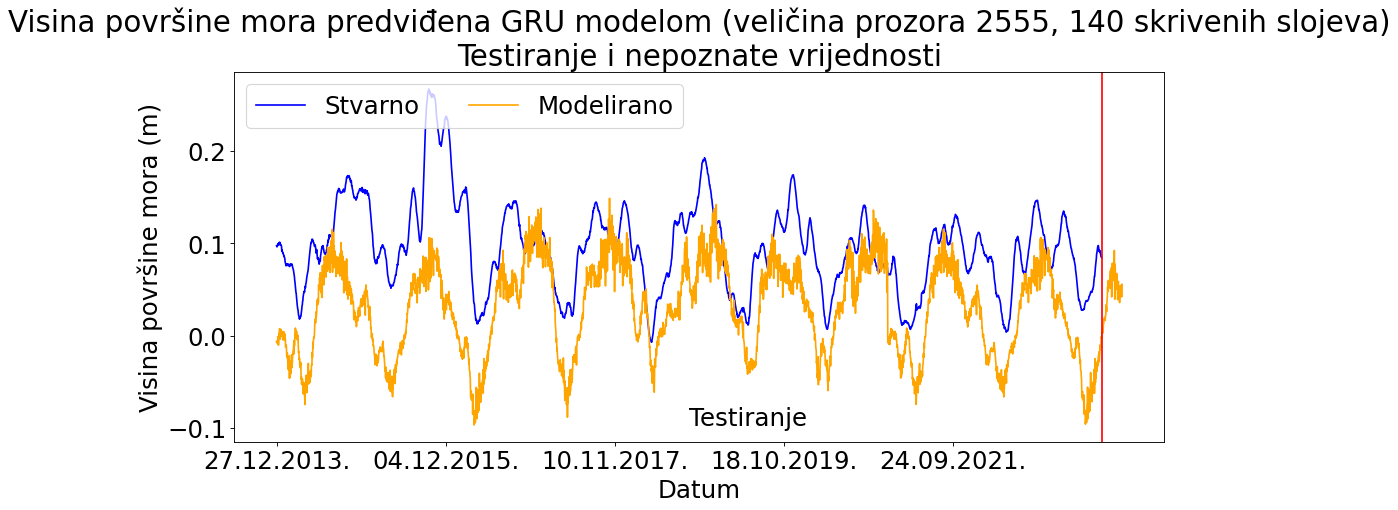 Visina površine mora predviđena GRU modelom (veličina prozora 2555, 140 skrivenih slojeva)
Testiranje i nepoznate vrijednosti
Stvarno
Modelirano
Visina površine mora (m)
0.2
0.1
0.0
−0.1
Testiranje
27.12.2013.
04.12.2015.
10.11.2017.
18.10.2019.
24.09.2021.
Datum